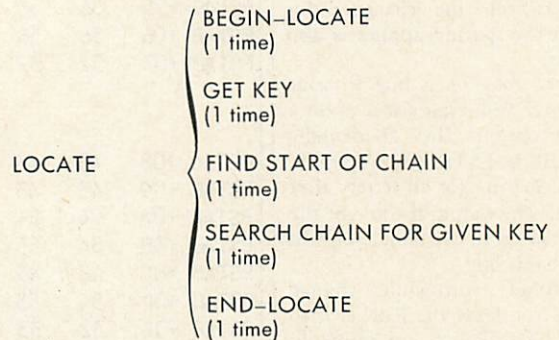 BEGIN–LOCATE
(1 time)
GET KEY
(1 time)
LOCATE
FIND START OF CHAIN
(1 time)
SEARCH CHAIN FOR GIVEN KEY
(1 time)
END–LOCATE
(1 time)